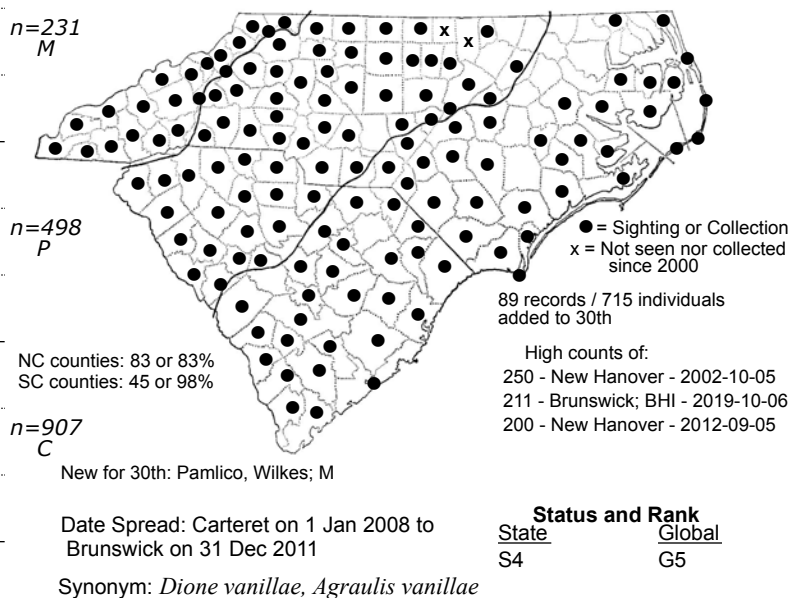 n=231
M
x
x
n=498
P
● = Sighting or Collection
x = Not seen nor collected
since 2000
89 records / 715 individuals
added to 30th
NC counties: 83 or 83%
SC counties: 45 or 98%
High counts of:
250 - New Hanover - 2002-10-05
211 - Brunswick; BHI - 2019-10-06
200 - New Hanover - 2012-09-05
n=907
C
New for 30th: Pamlico, Wilkes; M
Date Spread: Carteret on 1 Jan 2008 to
Brunswick on 31 Dec 2011
Status and Rank
State Global
S4 G5
Synonym: Dione vanillae, Agraulis vanillae